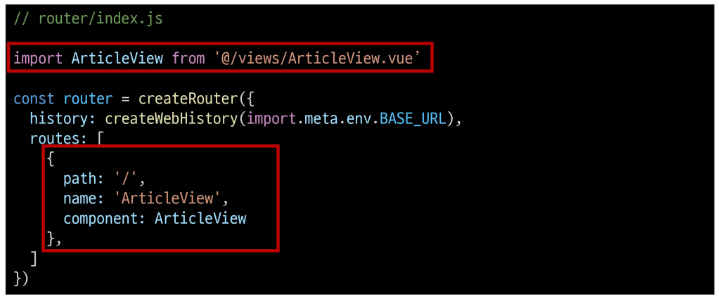 // router/index.js
import ArticleView from '@/views/ArticleView.vue’
const router = createRouter({
  history: createWebHistory(import.meta.env.BASE_URL),
  routes: [
    {
      path: '/',
      name: 'ArticleView',
      component: ArticleView
    },
  ]
})